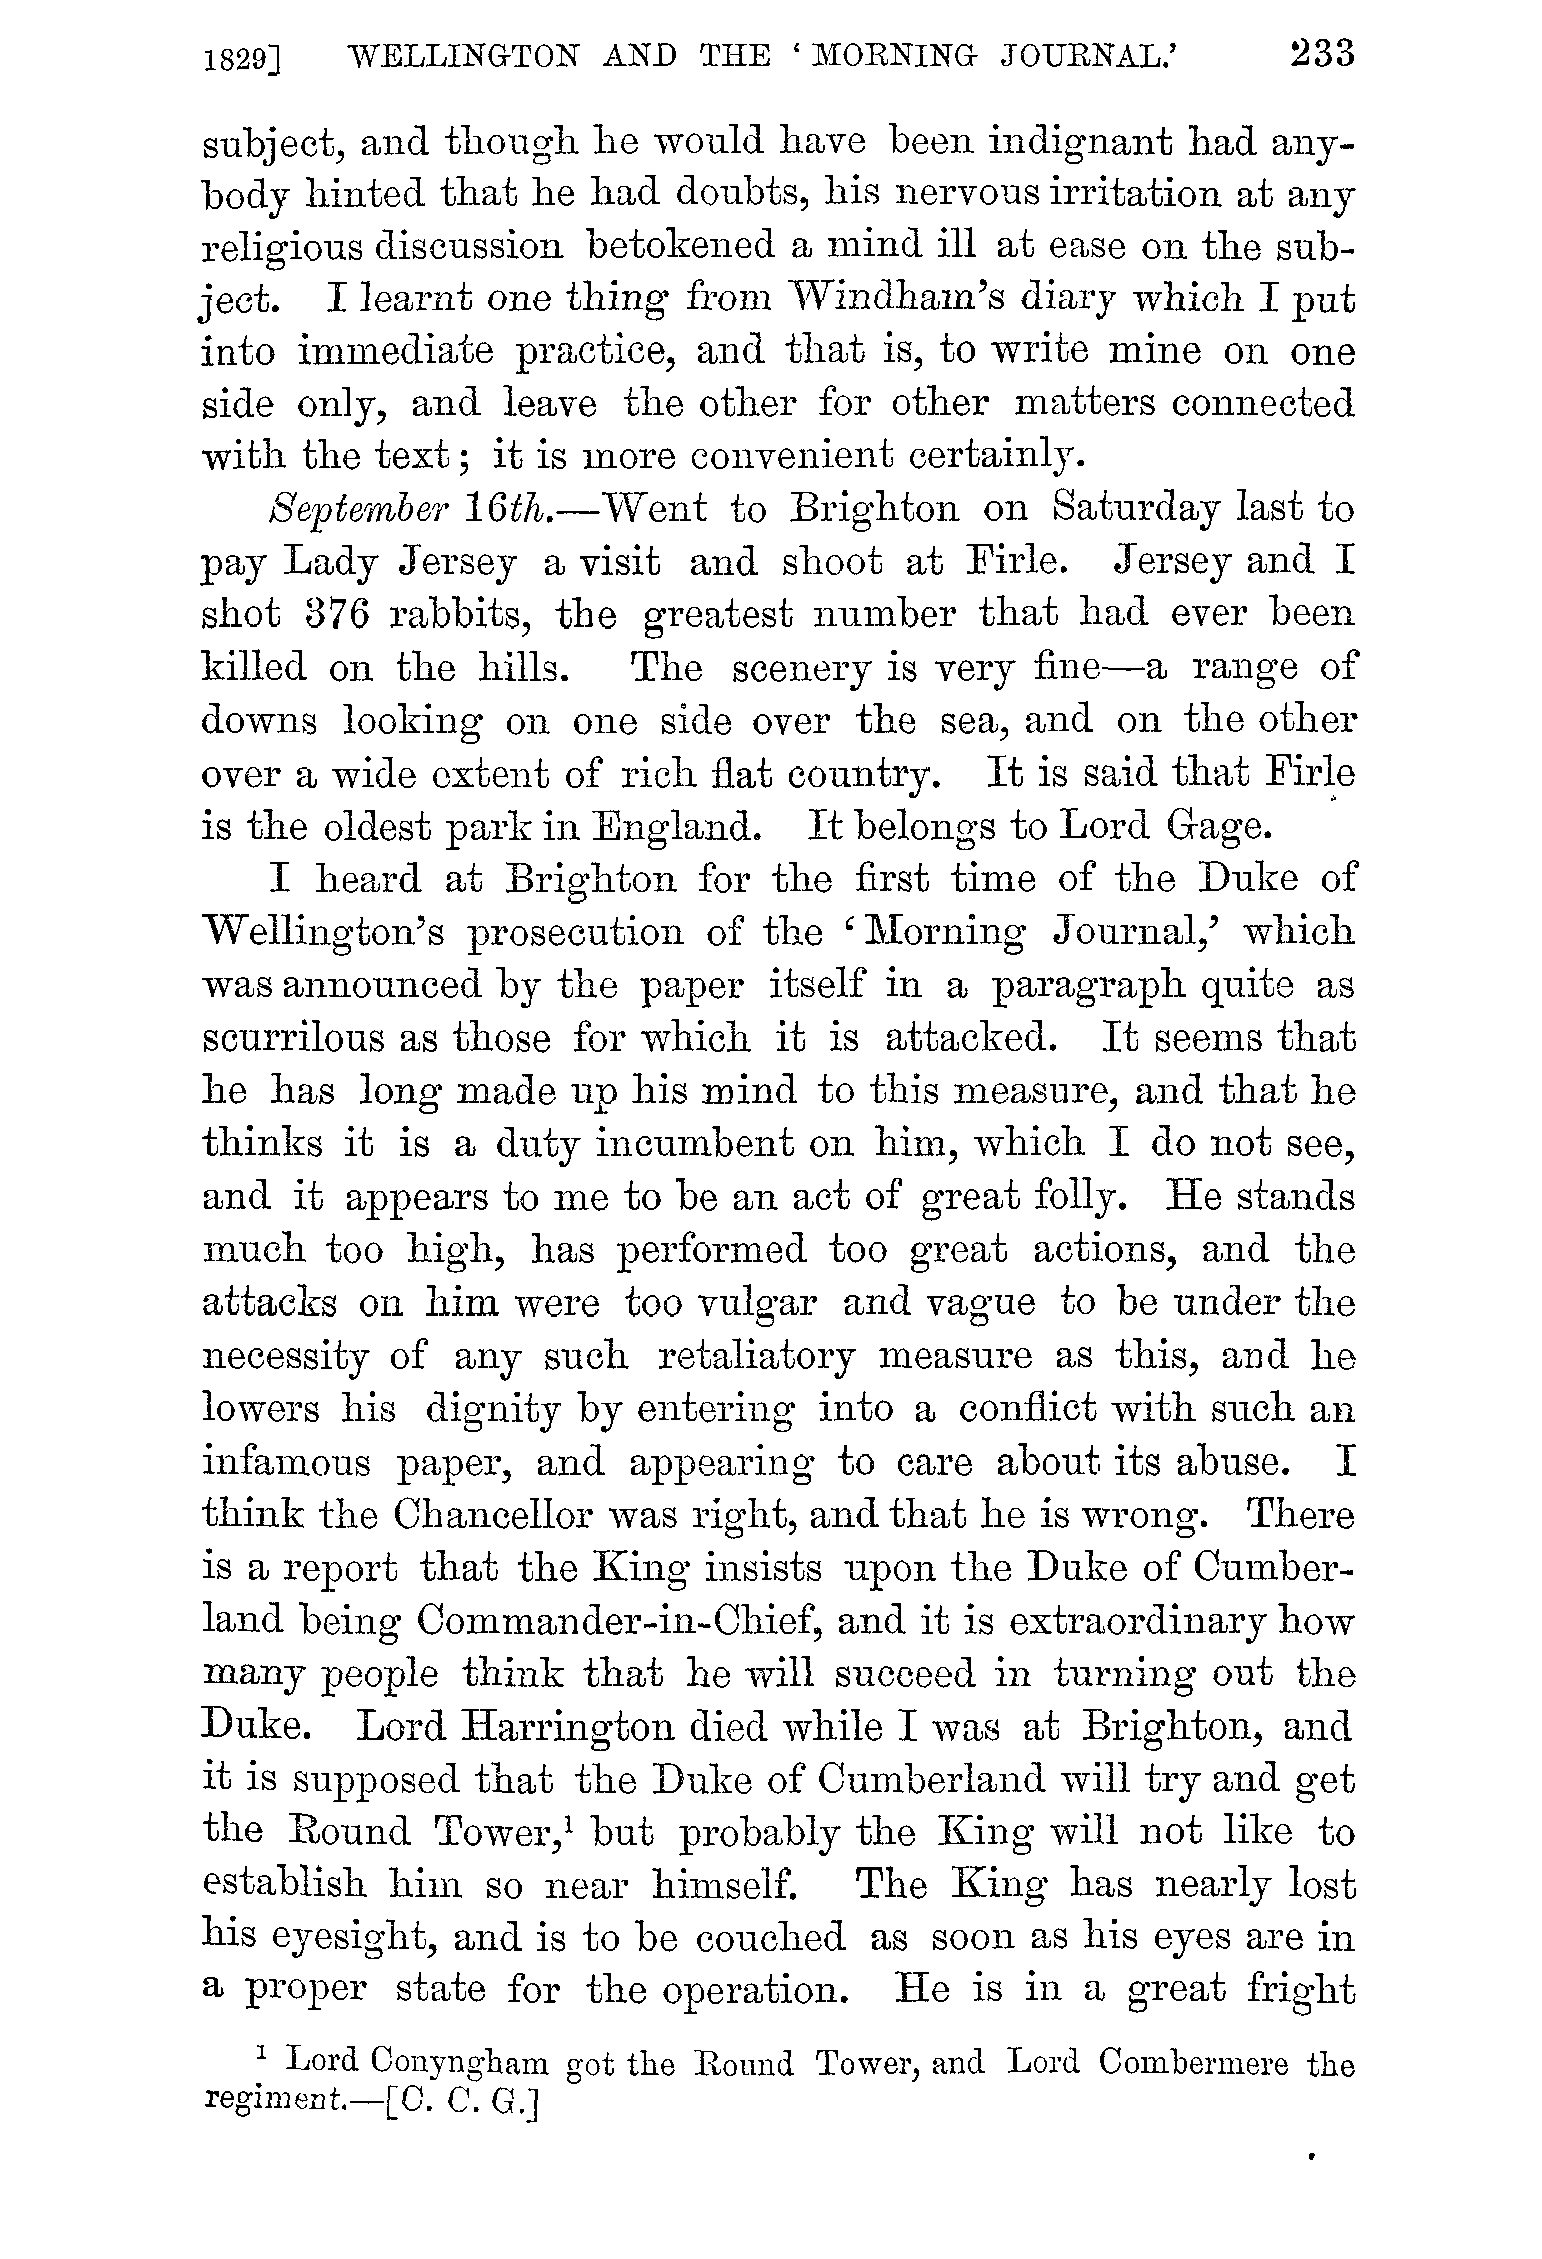 1829] WELLINGTON AND THE ‘MORNING JOURNAL.’ 233
subject, and though he would have been indignant had any-
body hinted that he had doubts, his nervous irritation at any
religious discussion betokened a mind ill at ease on the sub-
ject. I learnt one thing from Windham’s diary which I put
into immediate practice, and that is, to write mine on one
side only, and leave the other for other matters connected
with the text; it is more convenient certainly.
September 16th.—Went to Brighton on Saturday last to
pay Lady Jersey a visit and shoot at Firle. Jersey and I
shot 376 rabbits, the greatest number that had ever been
killed on the hills. The scenery is very fine—a range of
downs looking on one side over the sea, and on the other
over a wide extent of rich flat country. It is said that Firle
is the oldest park in England. It belongs to Lord Gage.
I heard at Brighton for the first time of the Duke of
Wellington’s prosecution of the ‘Morning Journal,’ which
was announced by the paper itself in a paragraph quite as
scurrilous as those for which it is attacked. It seems that
he has long made up his mind to this measure, and that he
thinks it is a duty incumbent on him, which I do not see,
and it appears to me to be an act of great folly. He stands
much too high, has performed too great actions, and the
attacks on him were too vulgar and vague to be under the
necessity of any such retaliatory measure as this, and he
lowers his dignity by entering into a conflict with such an
infamous paper, and appearing to care about its abuse. I
think the Chancellor was right, and that he is wrong. There
is a report that the King insists upon the Duke of Cumber-
land being Commander-in-Chief, and it is extraordinary how
many people think that he will succeed in turning out the
Duke. Lord Harrington died while I was at Brighton, and
it is supposed that the Duke of Cumberland will try and get
the Round Tower,¹ but probably the King will not like to
establish him so near himself. The King has nearly lost
his eyesight, and is to be couched as soon as his eyes are in
a proper state for the operation. He is in a great fright
¹ Lord Conyngham got the Round Tower, and Lord Combermere the
regiment.—[C. C. G.]